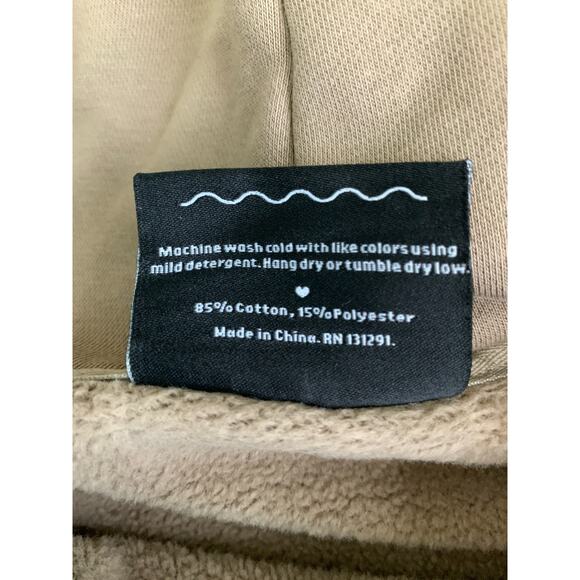 Machine wash cold with like colors using
mild detergent. Hang dry or tumble dry low.
85% Cotton, 15% Polyester
Made in China. RN 131291.